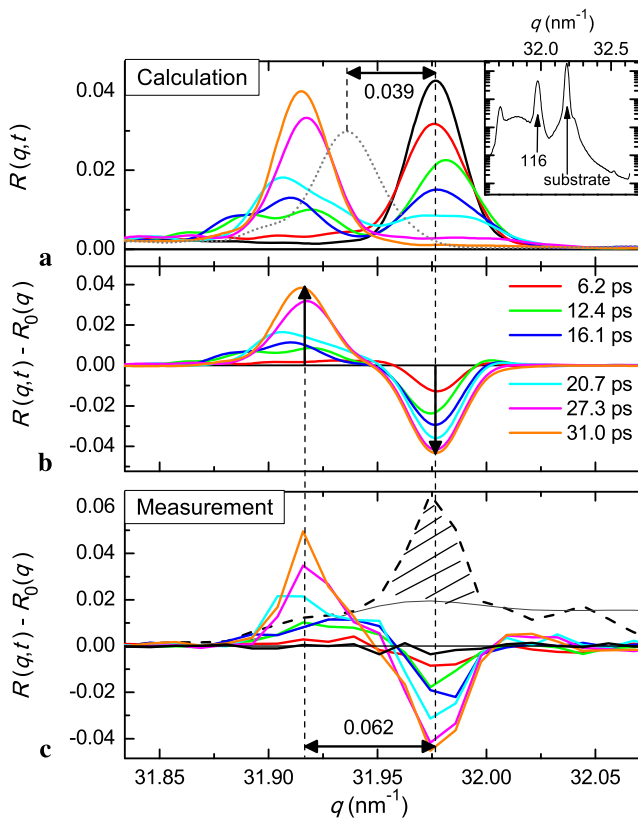 q (nm⁻¹)
32.0 32.5
Calculation
0.039
0.04
0.02
0.00
R(q,t)
116
substrate
a
0.04
0.02
0.00
-0.02
-0.04
R(q,t) - R₀(q)
6.2 ps
12.4 ps
16.1 ps
20.7 ps
27.3 ps
31.0 ps
b
Measurement
0.06
0.04
0.02
0.00
-0.02
-0.04
R(q,t) - R₀(q)
0.062
c
31.85 31.90 31.95 32.00 32.05
q (nm⁻¹)